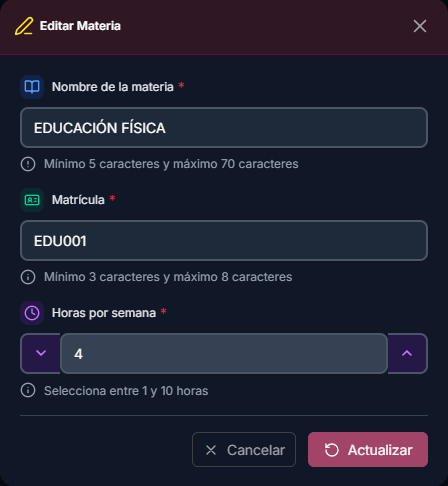 Editar Materia
Nombre de la materia *
EDUCACIÓN FÍSICA
Mínimo 5 caracteres y máximo 70 caracteres
Matrícula *
EDU001
Mínimo 3 caracteres y máximo 8 caracteres
Horas por semana *
4
Selecciona entre 1 y 10 horas
Cancelar
Actualizar